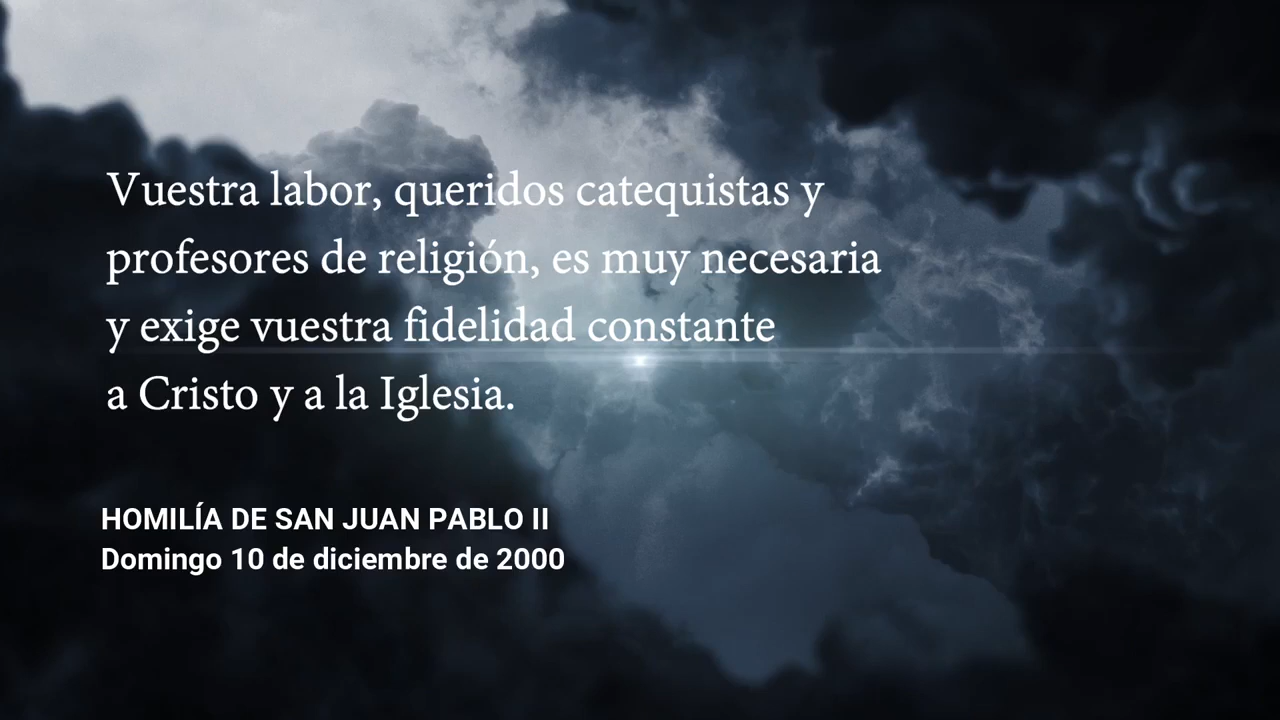 Vuestra labor, queridos catequistas y
profesores de religión, es muy necesaria
y exige vuestra fidelidad constante
a Cristo y a la Iglesia.
HOMILÍA DE SAN JUAN PABLO II
Domingo 10 de diciembre de 2000